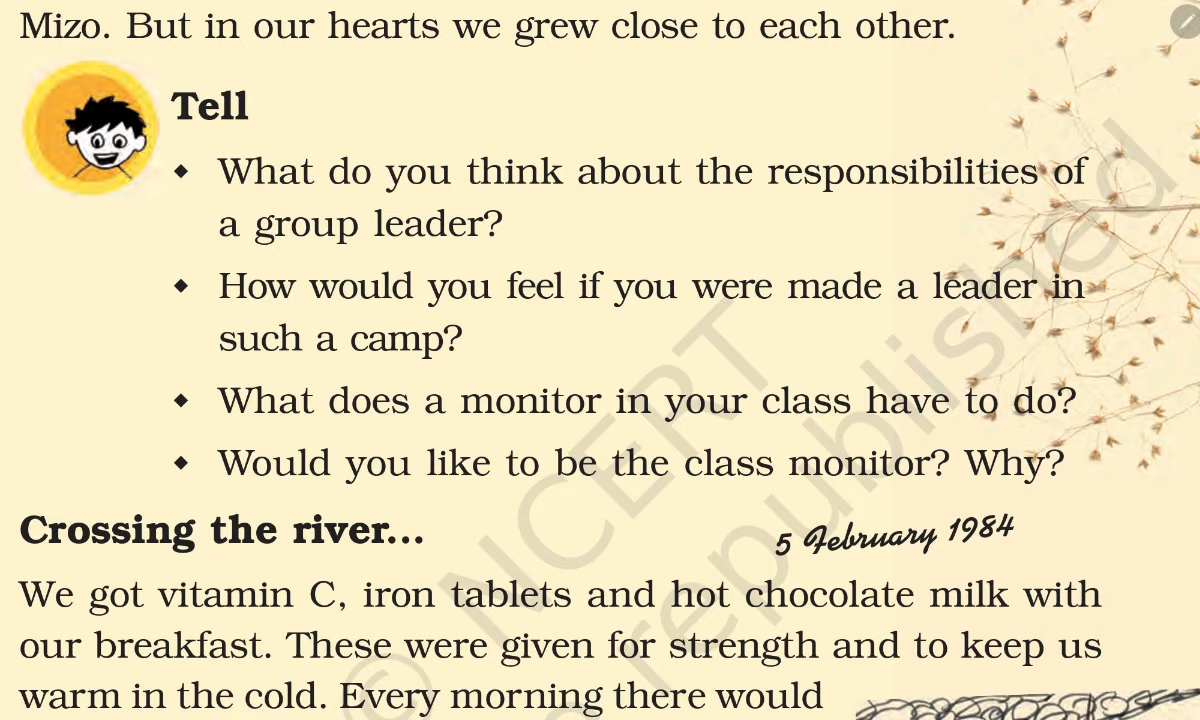 Mizo. But in our hearts we grew close to each other.
Tell
◆ What do you think about the responsibilities of
a group leader?
◆ How would you feel if you were made a leader in
such a camp?
◆ What does a monitor in your class have to do?
◆ Would you like to be the class monitor? Why?
Crossing the river...
5 February 1984
We got vitamin C, iron tablets and hot chocolate milk with
our breakfast. These were given for strength and to keep us
warm in the cold. Every morning there would
© NCERT
republished